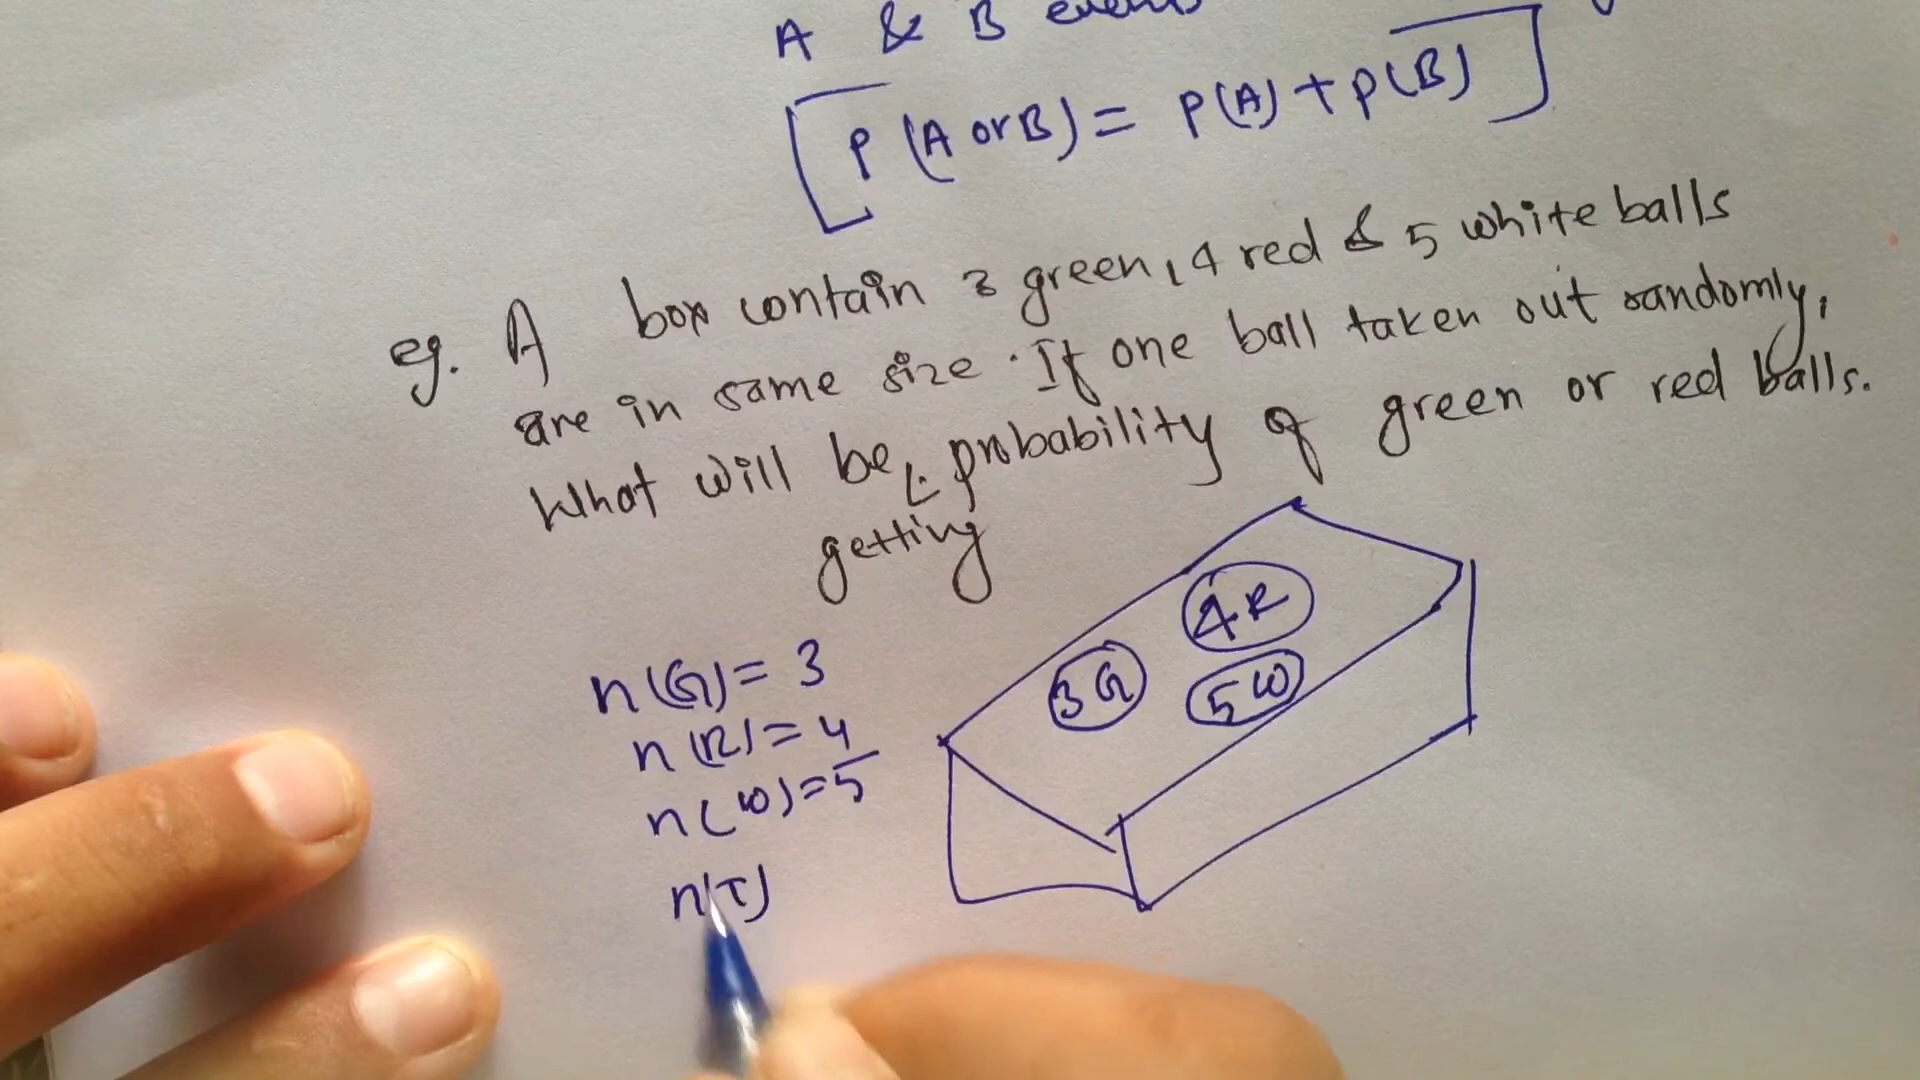 A & B events
P (A or B) = P(A) + P(B)
eg. A box contain 3 green, 4 red & 5 white balls
are in same size. If one ball taken out randomly,
What will be probability of green or red balls.
getting
4R
3G
5W
n(G) = 3
n(R) = 4
n(W) = 5
n(T)